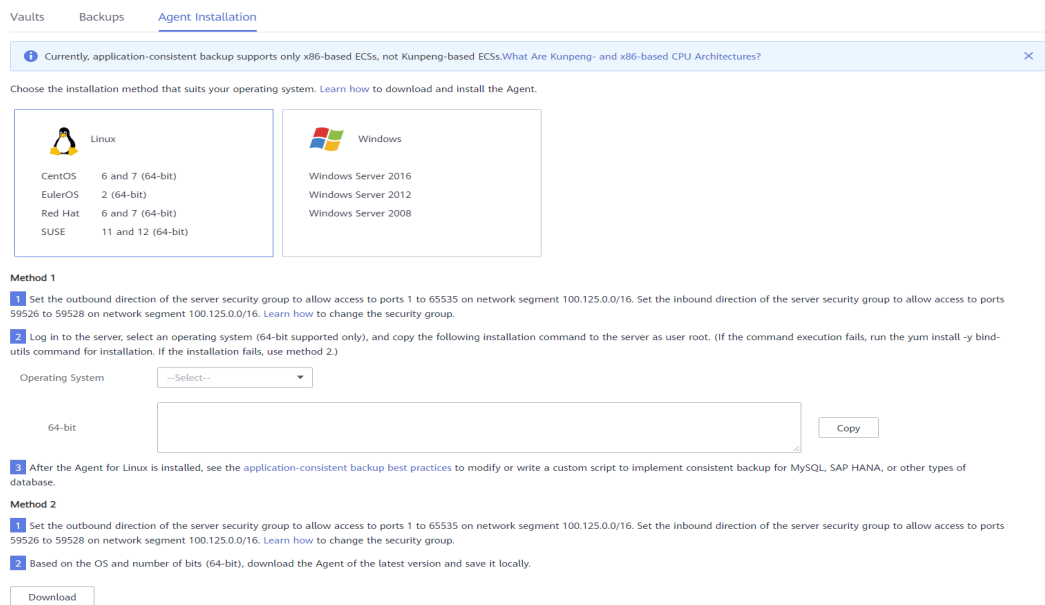 Vaults Backups Agent Installation
Currently, application-consistent backup supports only x86-based ECSs, not Kunpeng-based ECSs.What Are Kunpeng- and x86-based CPU Architectures?
Choose the installation method that suits your operating system. Learn how to download and install the Agent.
Linux
CentOS 6 and 7 (64-bit)
EulerOS 2 (64-bit)
Red Hat 6 and 7 (64-bit)
SUSE 11 and 12 (64-bit)
Windows
Windows Server 2016
Windows Server 2012
Windows Server 2008
Method 1
1 Set the outbound direction of the server security group to allow access to ports 1 to 65535 on network segment 100.125.0.0/16. Set the inbound direction of the server security group to allow access to ports
59526 to 59528 on network segment 100.125.0.0/16. Learn how to change the security group.
2 Log in to the server, select an operating system (64-bit supported only), and copy the following installation command to the server as user root. (If the command execution fails, run the yum install -y bind-
utils command for installation. If the installation fails, use method 2.)
Operating System --Select--
64-bit Copy
3 After the Agent for Linux is installed, see the application-consistent backup best practices to modify or write a custom script to implement consistent backup for MySQL, SAP HANA, or other types of
database.
Method 2
1 Set the outbound direction of the server security group to allow access to ports 1 to 65535 on network segment 100.125.0.0/16. Set the inbound direction of the server security group to allow access to ports
59526 to 59528 on network segment 100.125.0.0/16. Learn how to change the security group.
2 Based on the OS and number of bits (64-bit), download the Agent of the latest version and save it locally.
Download